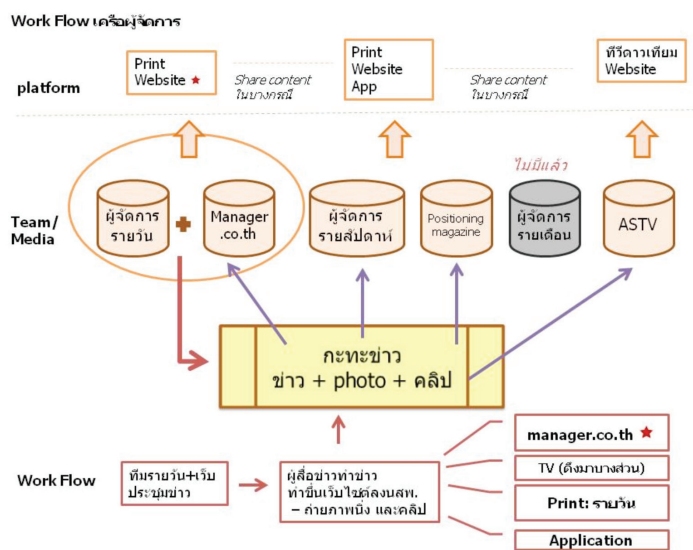 Work Flow เครือผู้จัดการ
platform
Print
Website
Share content
ในบางกรณี
Print
Website
App
Share content
ในบางกรณี
ทีวีดาวเทียม
Website
Team/
Media
ผู้จัดการ
รายวัน
Manager
.co.th
ผู้จัดการ
รายสัปดาห์
Positioning
magazine
ไม่มีแล้ว
ผู้จัดการ
รายเดือน
ASTV
กะทะข่าว
ข่าว + photo + คลิป
Work Flow
ทีมรายวัน+เว็บ
ประชุมข่าว
ผู้สื่อข่าวทำข่าว
ทำขึ้นเว็บไซต์ลงนสพ.
– ถ่ายภาพนิ่ง และคลิป
manager.co.th
TV (ดึงมาบางส่วน)
Print: รายวัน
Application